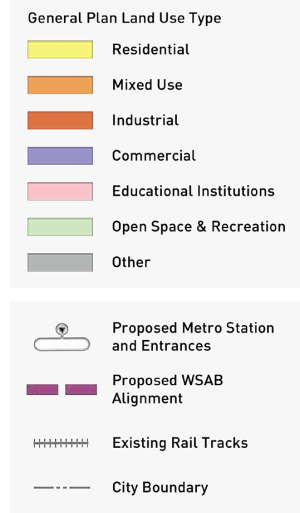 General Plan Land Use Type
Residential
Mixed Use
Industrial
Commercial
Educational Institutions
Open Space & Recreation
Other
Proposed Metro Station
and Entrances
Proposed WSAB
Alignment
Existing Rail Tracks
City Boundary